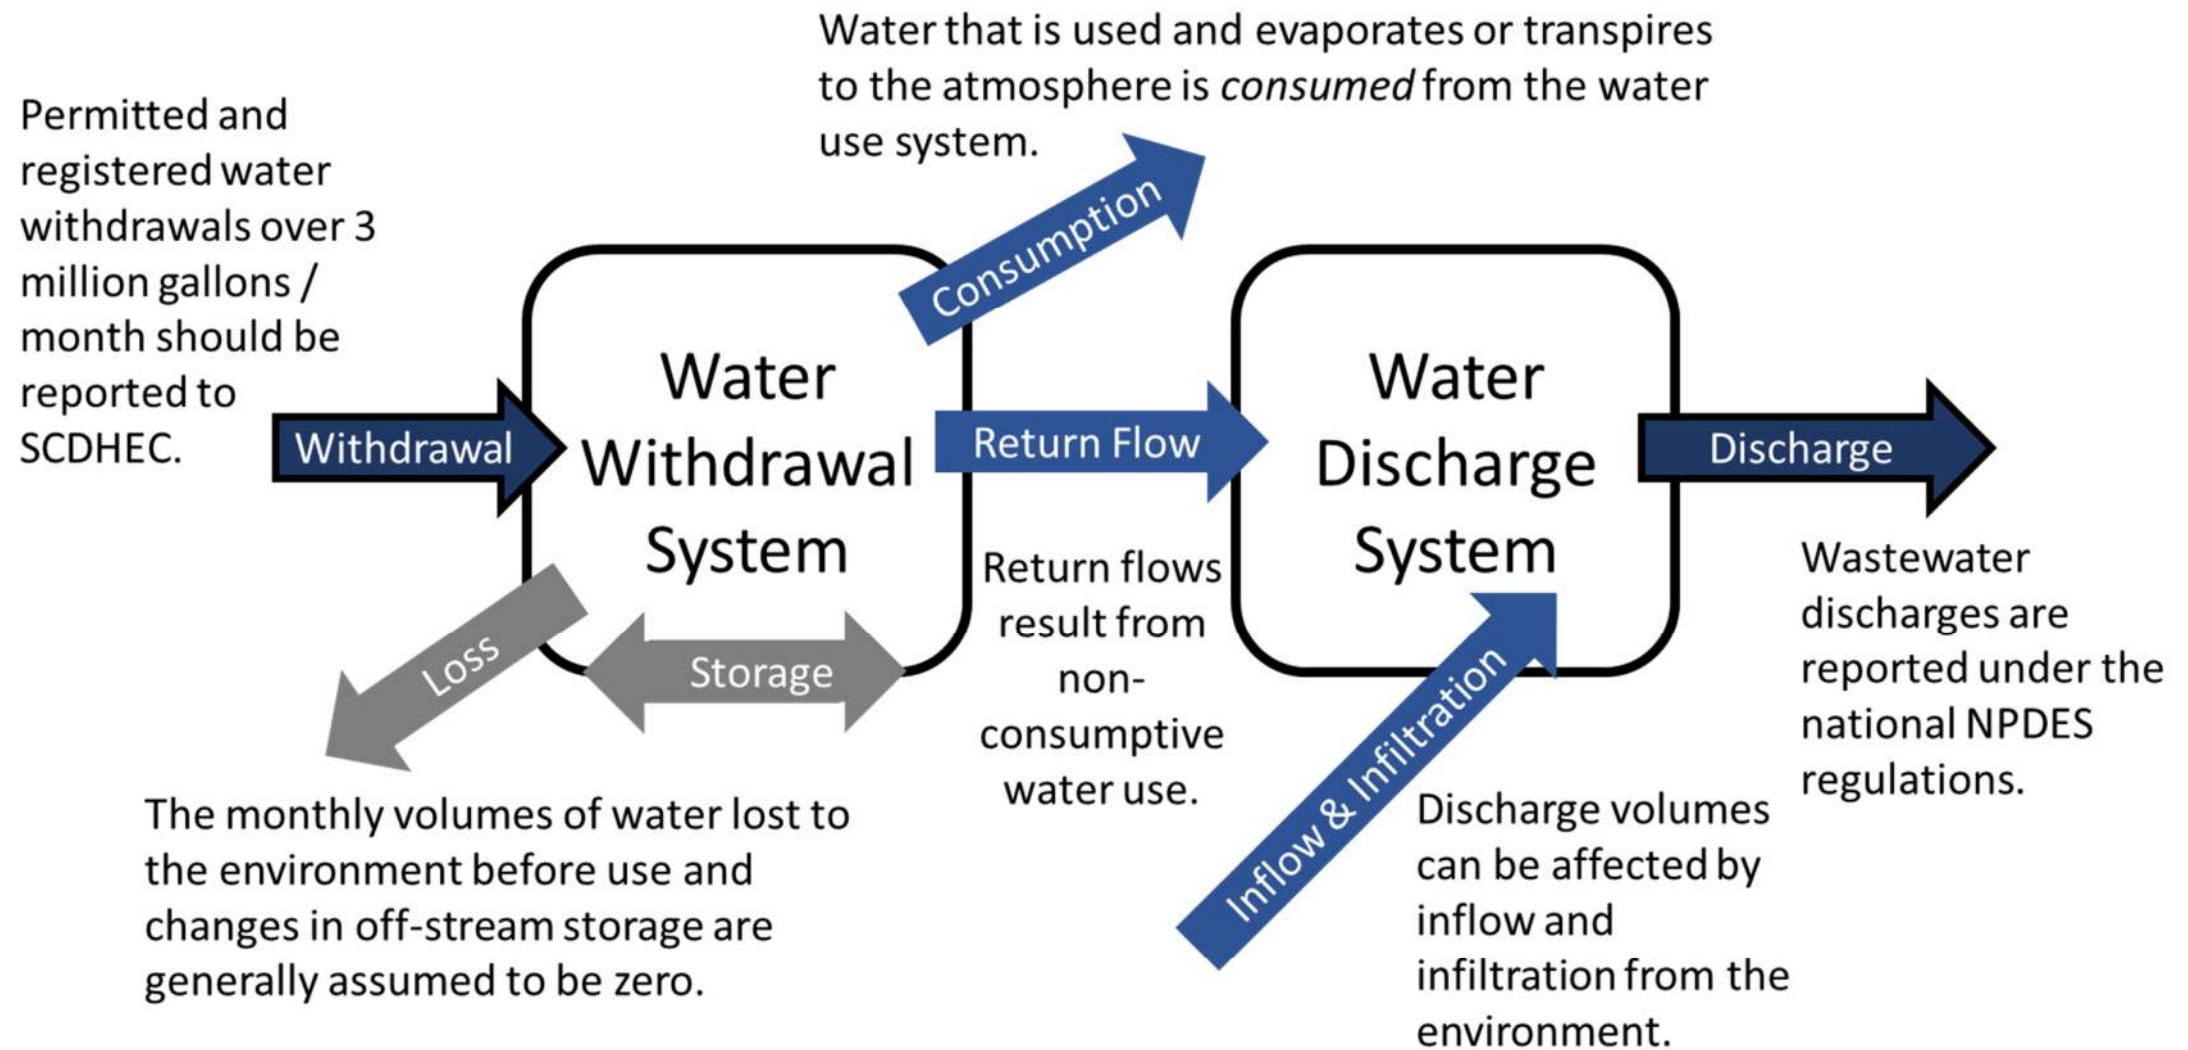 Water that is used and evaporates or transpires
to the atmosphere is consumed from the water
use system.
Permitted and
registered water
withdrawals over 3
million gallons /
month should be
reported to
SCDHEC.
Withdrawal
Water
Withdrawal
System
Consumption
Return Flow
Water
Discharge
System
Discharge
Loss
Storage
Return flows
result from
non-
consumptive
water use.
Inflow & Infiltration
Wastewater
discharges are
reported under the
national NPDES
regulations.
The monthly volumes of water lost to
the environment before use and
changes in off-stream storage are
generally assumed to be zero.
Discharge volumes
can be affected by
inflow and
infiltration from the
environment.